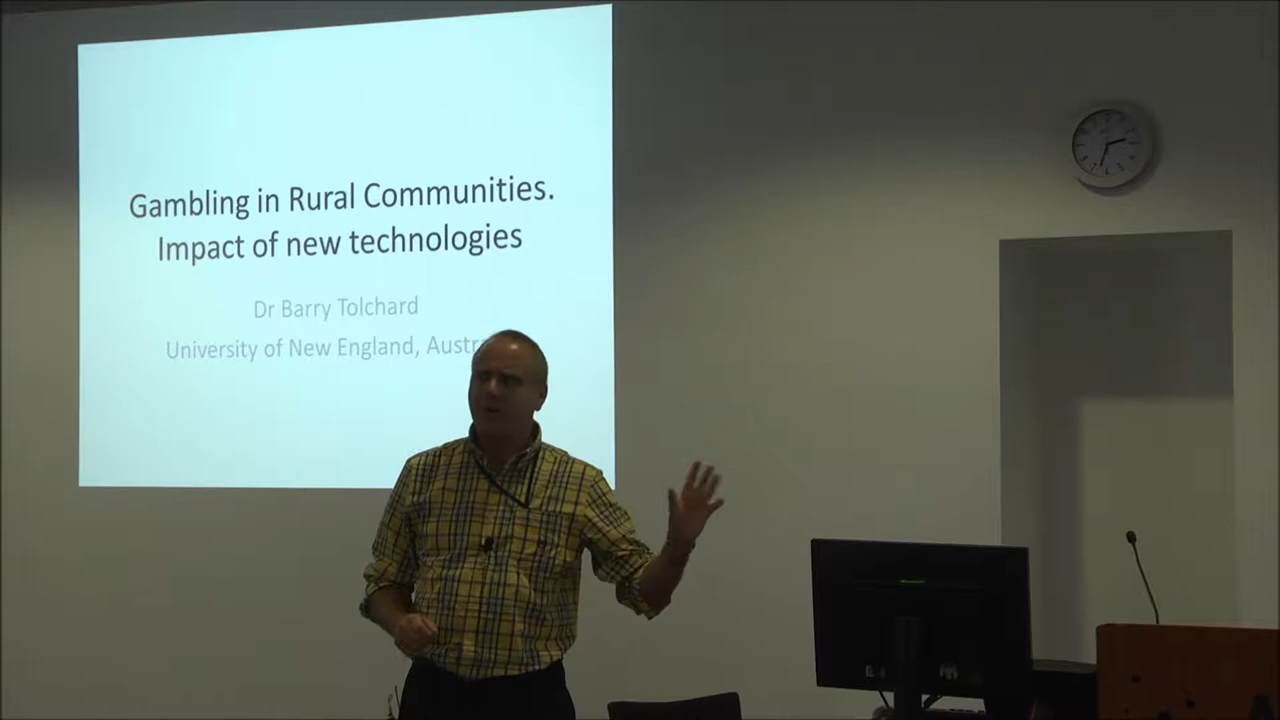 Gambling in Rural Communities.
Impact of new technologies
Dr Barry Tolchard
University of New England,